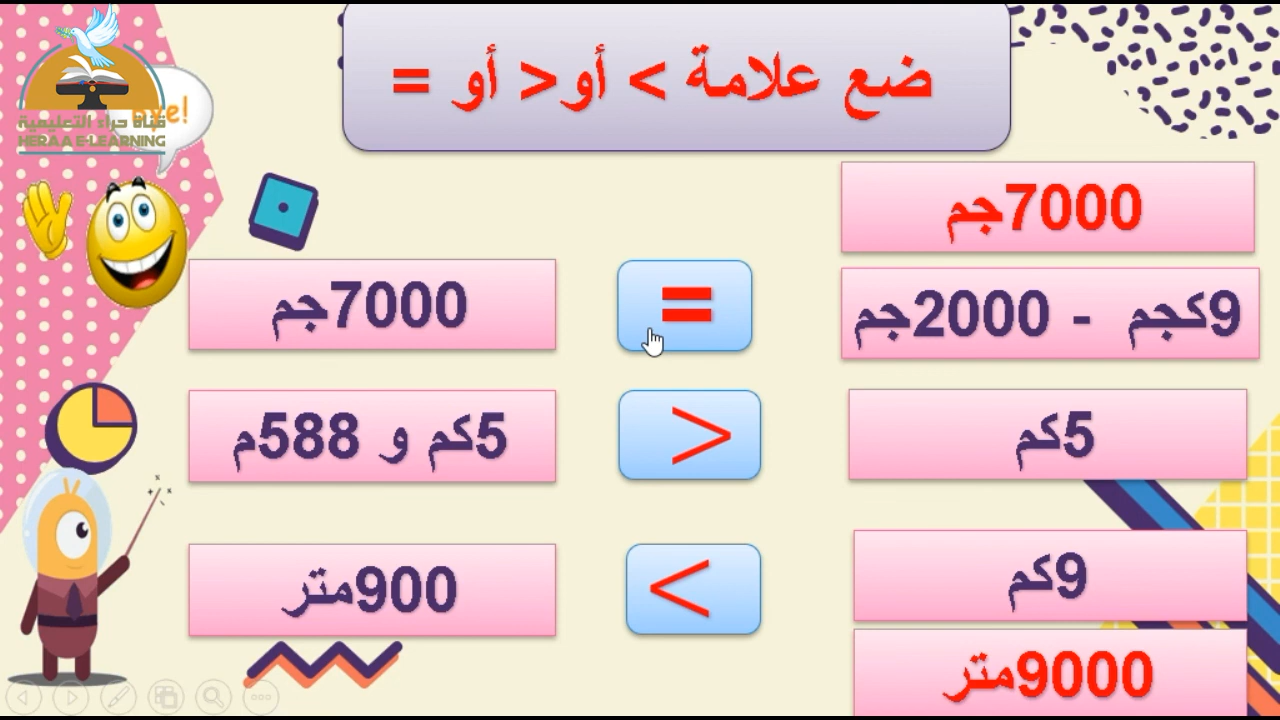 ضع علامة > أو< أو =
قناة حراء التعليمية
HERAA E-LEARNING
7000جم
9كجم - 2000جم
=
7000جم
5كم
>
5كم و 588م
9كم
<
900متر
9000متر